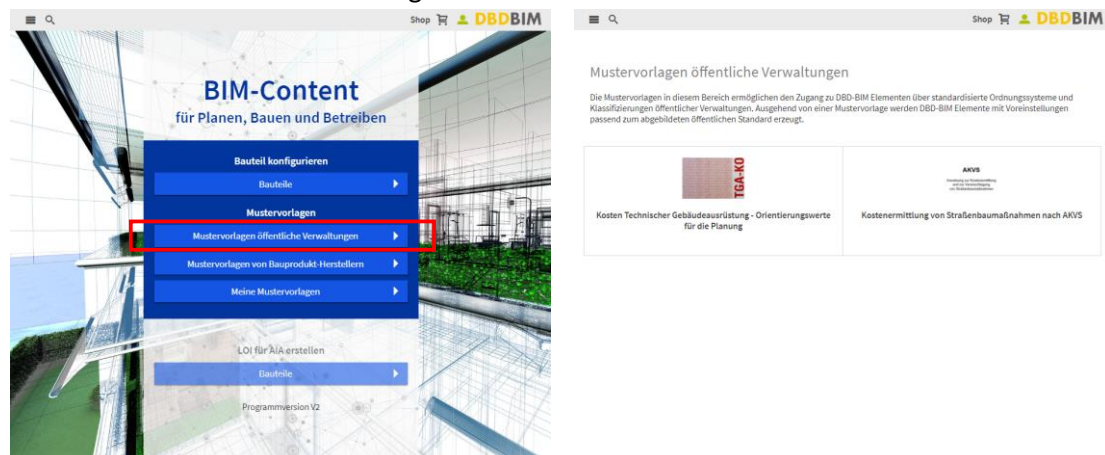 Shop DBDBIM
BIM-Content
für Planen, Bauen und Betreiben
Bauteil konfigurieren
Bauteile
Mustervorlagen
Mustervorlagen öffentliche Verwaltungen
Mustervorlagen von Bauprodukt-Herstellern
Meine Mustervorlagen
LOI für AIA erstellen
Bauteile
Programmversion V2
Shop DBDBIM
Mustervorlagen öffentliche Verwaltungen
Die Mustervorlagen in diesem Bereich ermöglichen den Zugang zu DBD-BIM Elementen über standardisierte Ordnungssysteme und
Klassifizierungen öffentlicher Verwaltungen. Ausgehend von einer Mustervorlage werden DBD-BIM Elemente mit Voreinstellungen
passend zum abgebildeten öffentlichen Standard erzeugt.
TGA-KO
Kosten Technischer Gebäudeausrüstung - Orientierungswerte
für die Planung
AKVS
Kostenermittlung von Straßenbaumaßnahmen nach AKVS